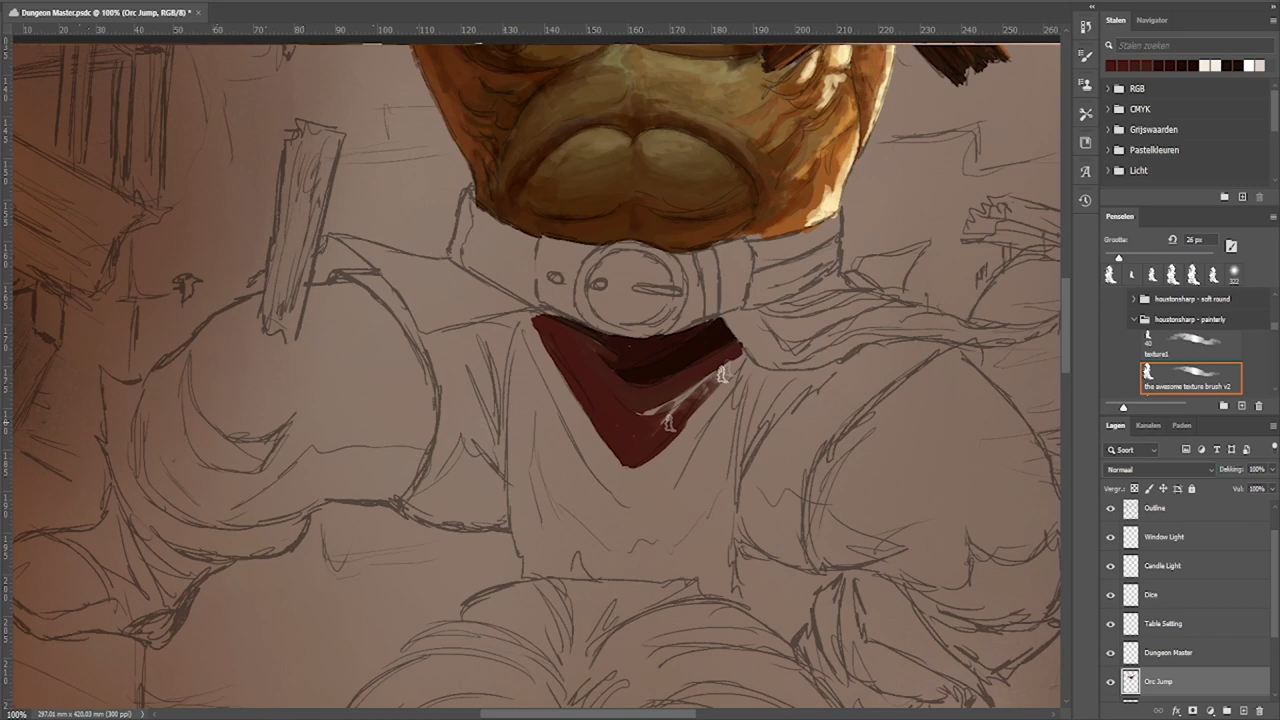 Dungeon Master.psdc @ 100% (Orc Jump, RGB/8) *
10 20 30 40 50 60 70 80 90 100 110 120 130 140 150 160 170 180 190 200 210 220 230 240 250 260
Stalen Navigator
Stalen zoeken
RGB
CMYK
Grijswaarden
Pastelkleuren
Licht
Penselen
Grootte: 26 px
322
houstonsharp - soft round
houstonsharp - painterly
40
texture1
the awesome texture brush v2
Lagen Kanalen Paden
Soort
Normaal Dekking: 100%
Vergr.: Vul: 100%
Outline
Window Light
Candle Light
Dice
Table Setting
Dungeon Master
Orc Jump
100% 297,01 mm x 420,03 mm (300 ppi)